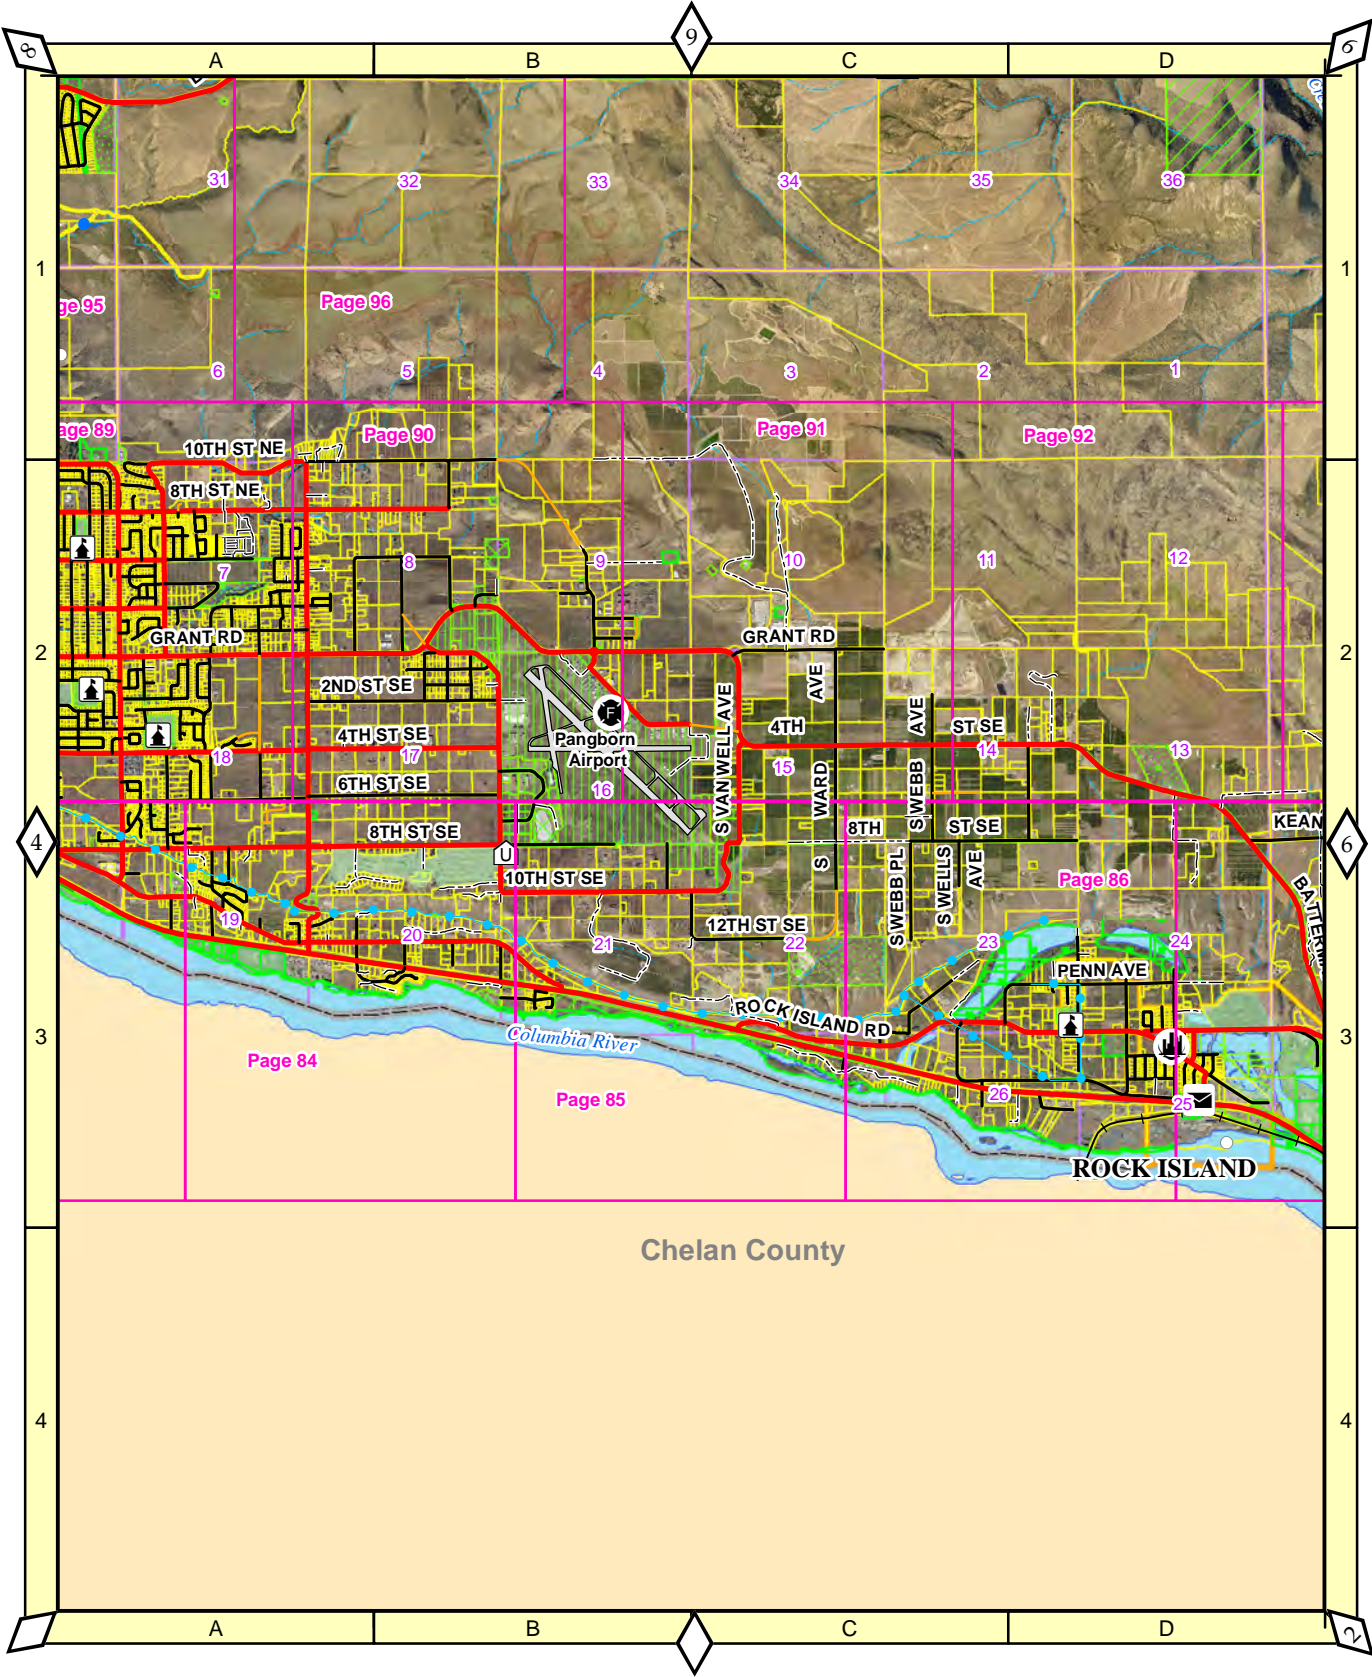 8
9
6
A
B
C
D
31
32
33
34
35
36
1
1
Page 95
Page 96
6
5
4
3
2
1
Page 89
Page 90
Page 91
Page 92
10TH ST NE
8TH ST NE
7
8
9
10
11
12
GRANT RD
GRANT RD
2
2
2ND ST SE
AVE
S VAN WELL AVE
AVE
F
4TH ST SE
4TH
ST SE
Pangborn
Airport
18
17
16
15
14
13
6TH ST SE
WARD
S WEBB
8TH ST SE
8TH
ST SE
KEAN
4
6
U
S
S WEBB PL
S WELLS
AVE
10TH ST SE
Page 86
BATTERM
12TH ST SE
19
20
21
22
23
24
PENN AVE
ROCK ISLAND RD
3
3
Columbia River
Page 84
Page 85
26
25
ROCK ISLAND
Chelan County
4
4
A
B
C
D
2